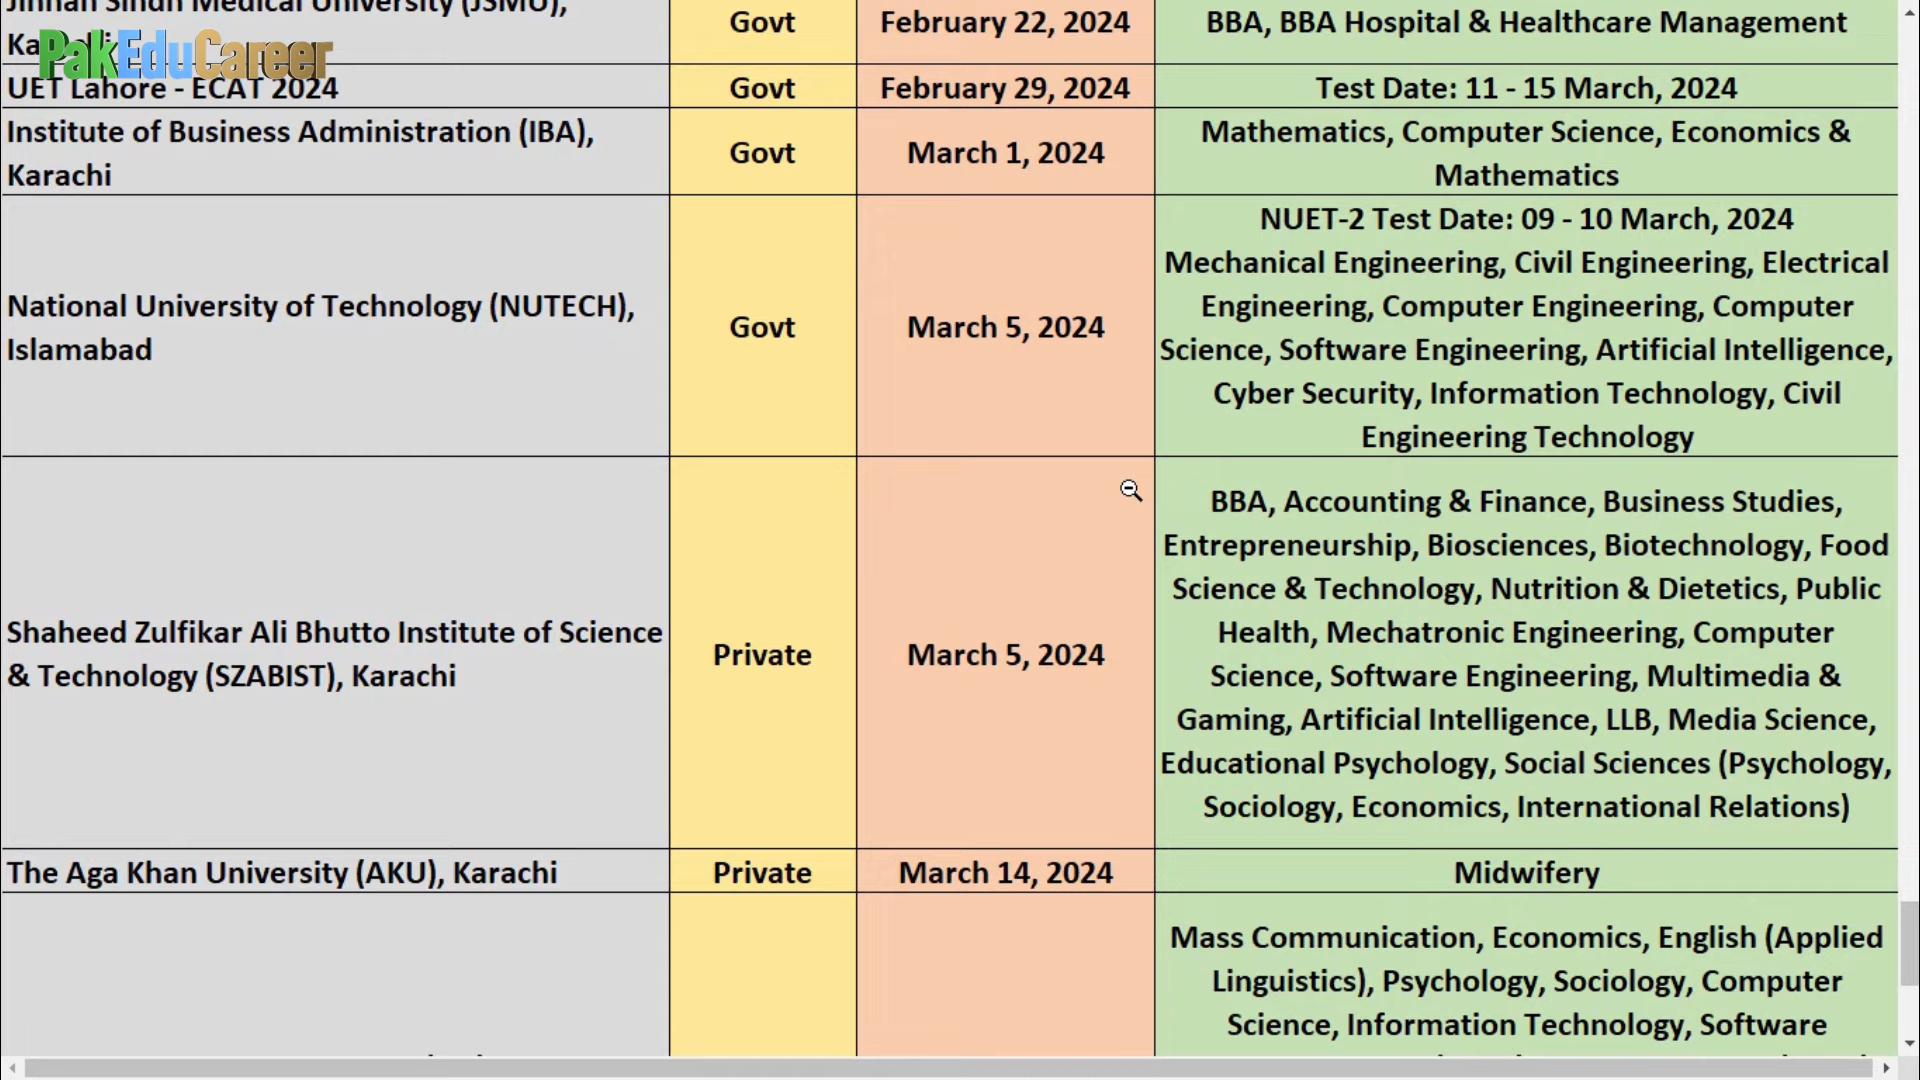 Jinnah Sindh Medical University (JSMU),
Govt
February 22, 2024
BBA, BBA Hospital & Healthcare Management
PakEduCareer
UET Lahore - ECAT 2024
Govt
February 29, 2024
Test Date: 11 - 15 March, 2024
Institute of Business Administration (IBA),
Karachi
Govt
March 1, 2024
Mathematics, Computer Science, Economics &
Mathematics
National University of Technology (NUTECH),
Islamabad
Govt
March 5, 2024
NUET-2 Test Date: 09 - 10 March, 2024
Mechanical Engineering, Civil Engineering, Electrical
Engineering, Computer Engineering, Computer
Science, Software Engineering, Artificial Intelligence,
Cyber Security, Information Technology, Civil
Engineering Technology
Shaheed Zulfikar Ali Bhutto Institute of Science
& Technology (SZABIST), Karachi
Private
March 5, 2024
BBA, Accounting & Finance, Business Studies,
Entrepreneurship, Biosciences, Biotechnology, Food
Science & Technology, Nutrition & Dietetics, Public
Health, Mechatronic Engineering, Computer
Science, Software Engineering, Multimedia &
Gaming, Artificial Intelligence, LLB, Media Science,
Educational Psychology, Social Sciences (Psychology,
Sociology, Economics, International Relations)
The Aga Khan University (AKU), Karachi
Private
March 14, 2024
Midwifery
Mass Communication, Economics, English (Applied
Linguistics), Psychology, Sociology, Computer
Science, Information Technology, Software